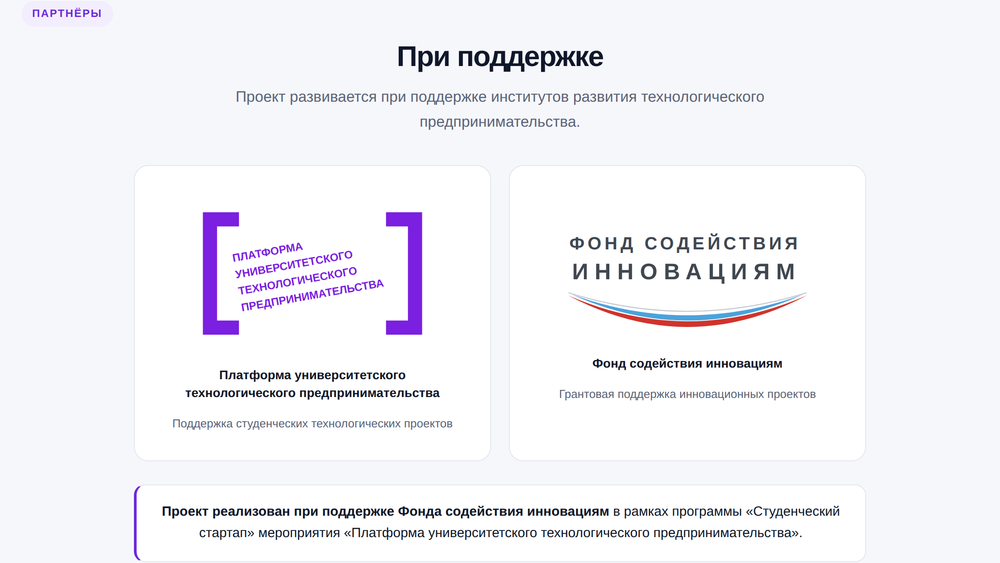 ПАРТНЁРЫ
При поддержке
Проект развивается при поддержке институтов развития технологического
предпринимательства.
ПЛАТФОРМА
УНИВЕРСИТЕТСКОГО
ТЕХНОЛОГИЧЕСКОГО
ПРЕДПРИНИМАТЕЛЬСТВА
Платформа университетского
технологического предпринимательства
Поддержка студенческих технологических проектов
ФОНД СОДЕЙСТВИЯ
ИННОВАЦИЯМ
Фонд содействия инновациям
Грантовая поддержка инновационных проектов
Проект реализован при поддержке Фонда содействия инновациям в рамках программы «Студенческий
стартап» мероприятия «Платформа университетского технологического предпринимательства».